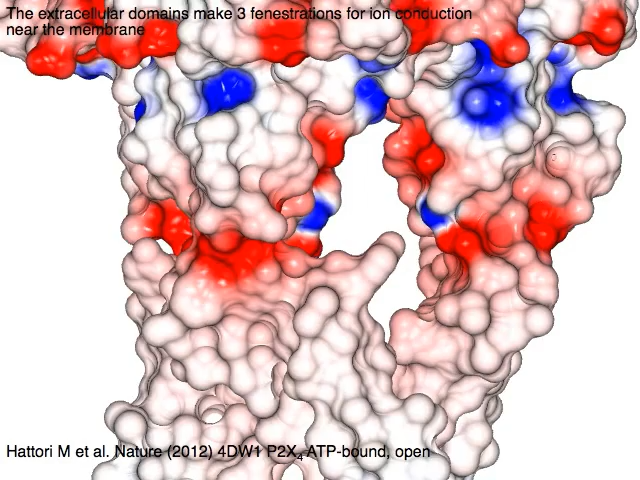 The extracellular domains make 3 fenestrations for ion conduction
near the membrane
Hattori M et al. Nature (2012) 4DW1 P2X₄ ATP-bound, open